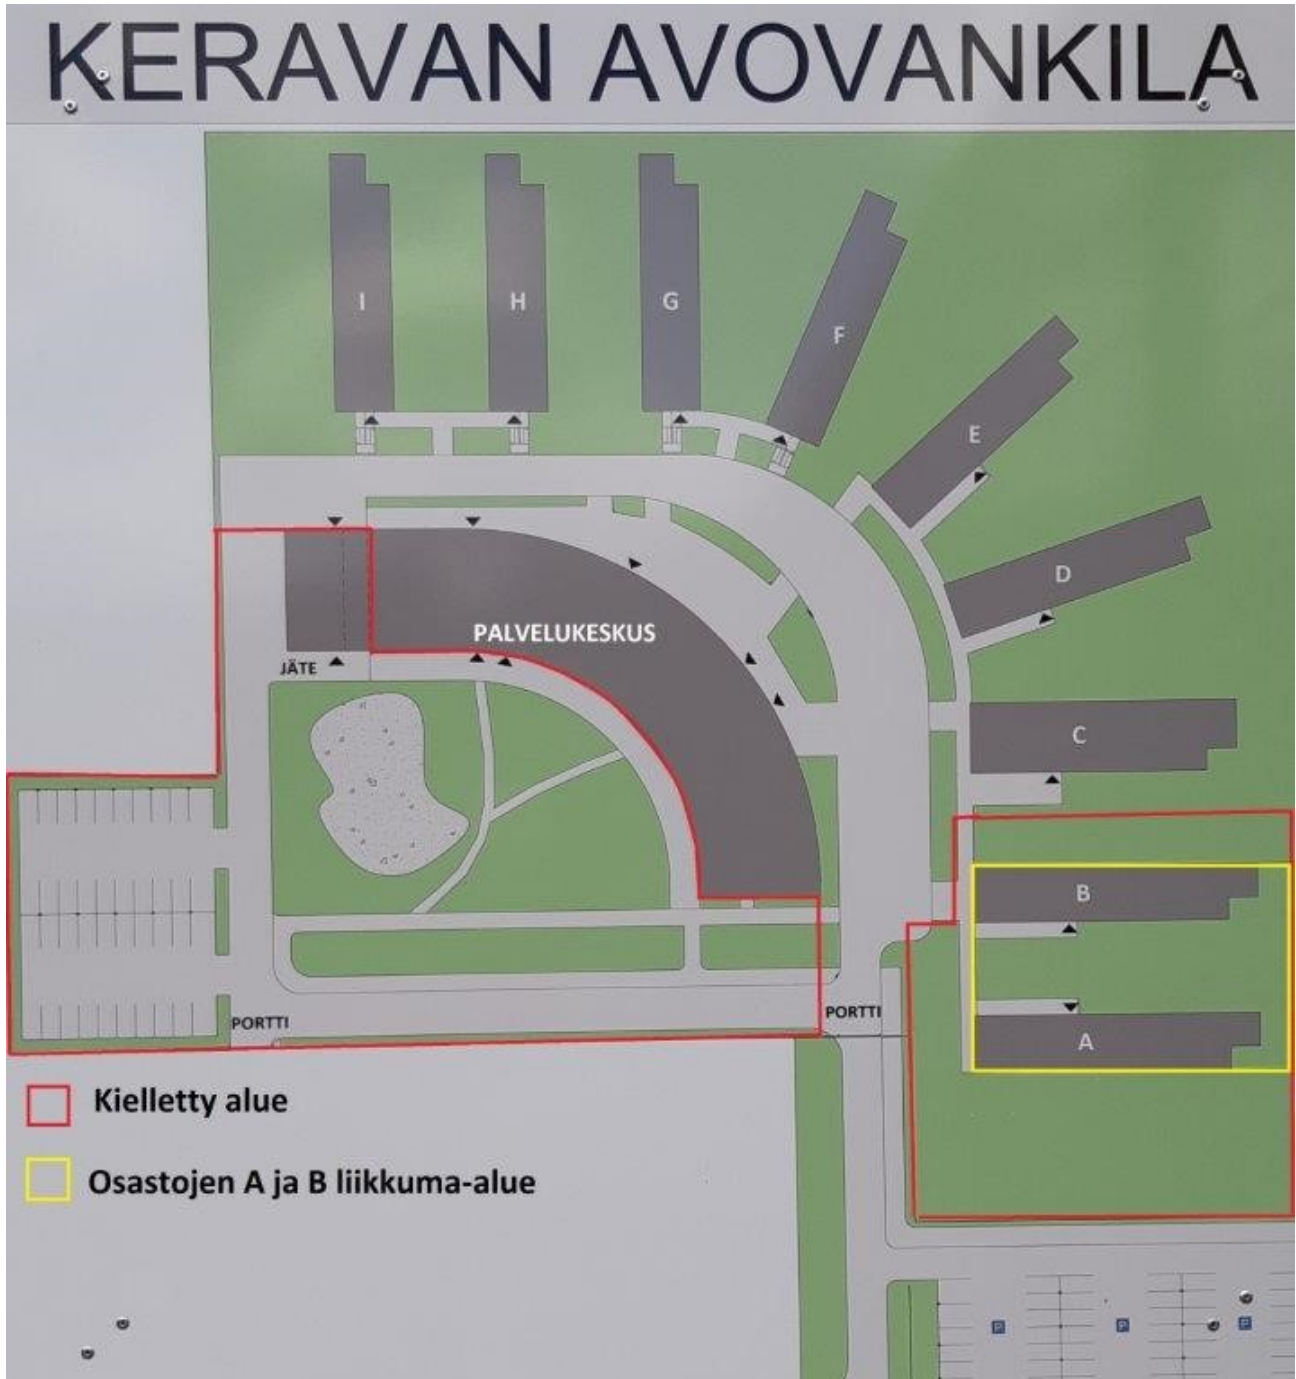 KERAVAN AVOVANKILA
I
H
G
F
E
D
PALVELUKESKUS
JÄTE
C
B
PORTTI
PORTTI
A
Kielletty alue
Osastojen A ja B liikkuma-alue
P
P
P